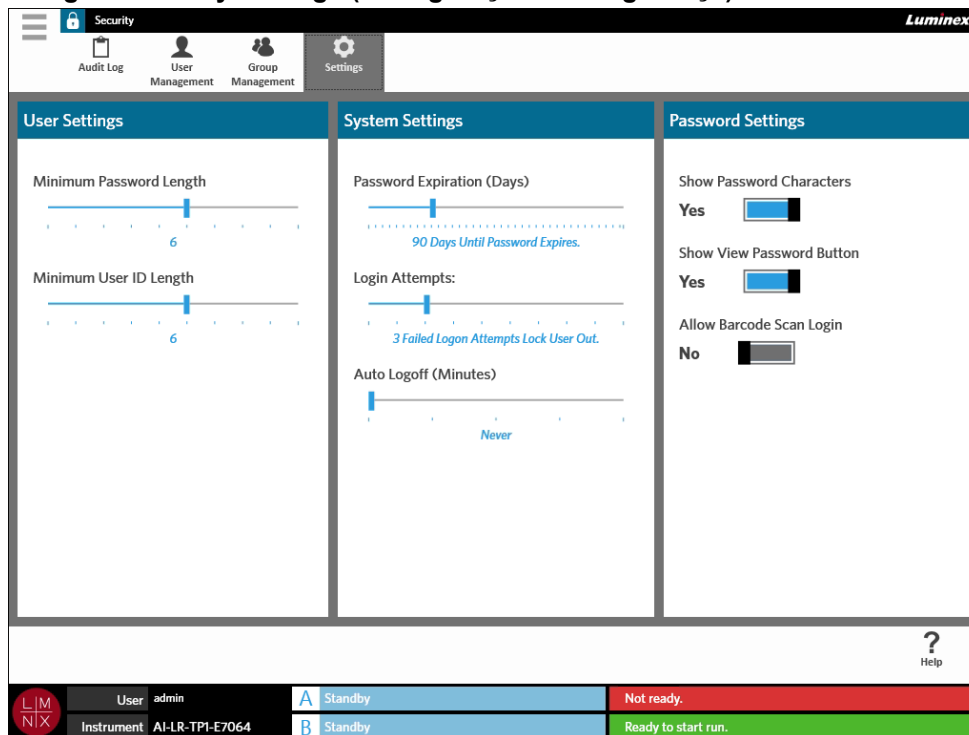 Security
Luminex
Audit Log
User Management
Group Management
Settings
User Settings
Minimum Password Length
6
Minimum User ID Length
6
System Settings
Password Expiration (Days)
90 Days Until Password Expires.
Login Attempts:
3 Failed Logon Attempts Lock User Out.
Auto Logoff (Minutes)
Never
Password Settings
Show Password Characters
Yes
Show View Password Button
Yes
Allow Barcode Scan Login
No
?
Help
L M
N X
User admin
A Standby
Not ready.
Instrument AI-LR-TP1-E7064
B Standby
Ready to start run.